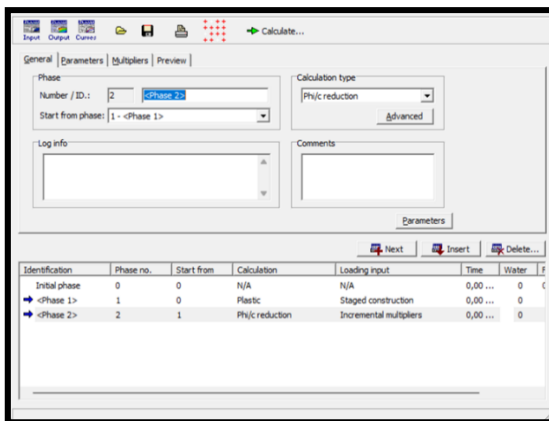 Input Output Curves Calculate...
General Parameters Multipliers Preview
Phase
Number / ID.: 2 <Phase 2>
Start from phase: 1 - <Phase 1>
Calculation type
Phi/c reduction
Advanced
Log info
Comments
Parameters
Next Insert Delete...
Identification Phase no. Start from Calculation Loading input Time Water F
Initial phase 0 0 N/A N/A 0,00 ... 0 0
<Phase 1> 1 0 Plastic Staged construction 0,00 ... 0
<Phase 2> 2 1 Phi/c reduction Incremental multipliers 0,00 ... 0